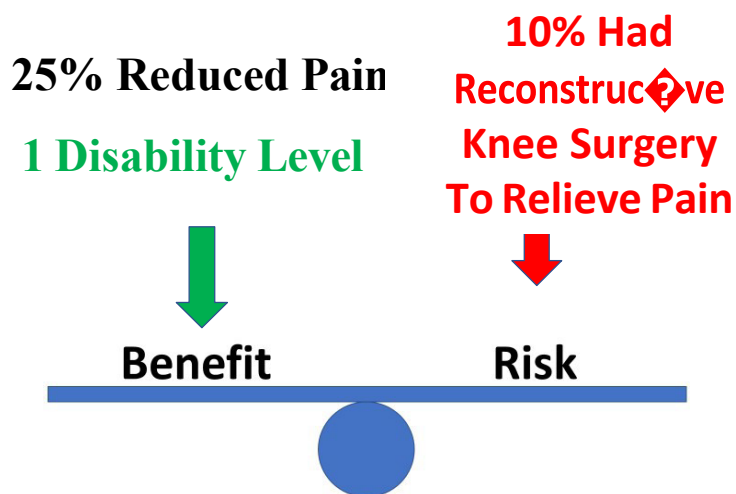 25% Reduced Pain
1 Disability Level
10% Had
Reconstruc�ve
Knee Surgery
To Relieve Pain
Benefit
Risk